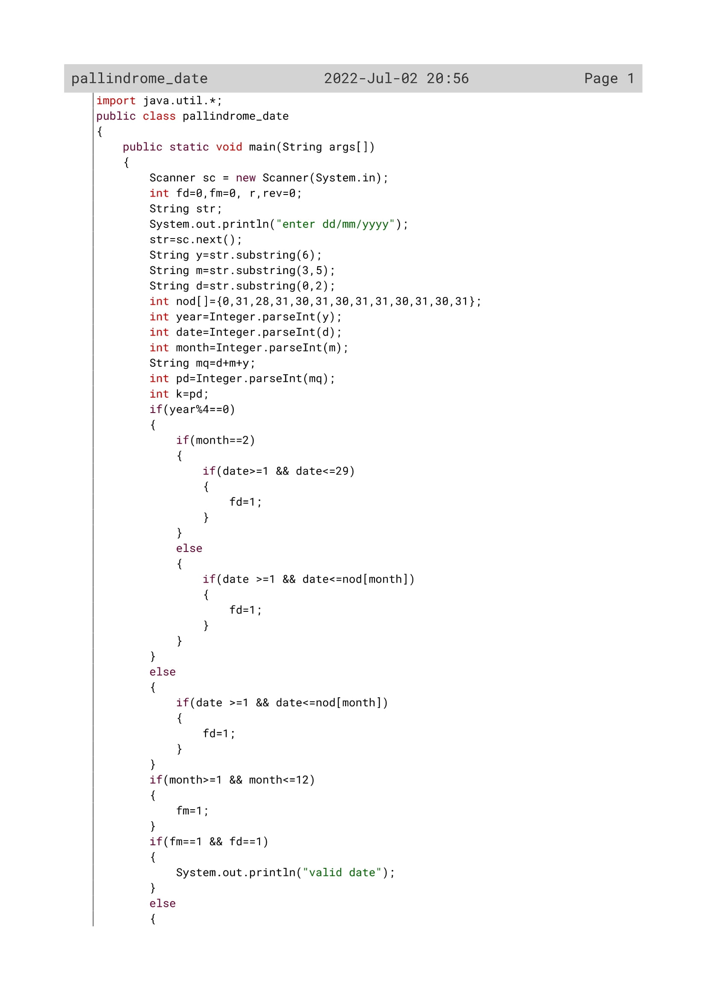 pallindrome_date 2022-Jul-02 20:56 Page 1
import java.util.*;
public class pallindrome_date
{
    public static void main(String args[])
    {
        Scanner sc = new Scanner(System.in);
        int fd=0,fm=0, r,rev=0;
        String str;
        System.out.println("enter dd/mm/yyyy");
        str=sc.next();
        String y=str.substring(6);
        String m=str.substring(3,5);
        String d=str.substring(0,2);
        int nod[]={0,31,28,31,30,31,30,31,31,30,31,30,31};
        int year=Integer.parseInt(y);
        int date=Integer.parseInt(d);
        int month=Integer.parseInt(m);
        String mq=d+m+y;
        int pd=Integer.parseInt(mq);
        int k=pd;
        if(year%4==0)
        {
            if(month==2)
            {
                if(date>=1 && date<=29)
                {
                    fd=1;
                }
            }
            else
            {
                if(date >=1 && date<=nod[month])
                {
                    fd=1;
                }
            }
        }
        else
        {
            if(date >=1 && date<=nod[month])
            {
                fd=1;
            }
        }
        if(month>=1 && month<=12)
        {
            fm=1;
        }
        if(fm==1 && fd==1)
        {
            System.out.println("valid date");
        }
        else
        {